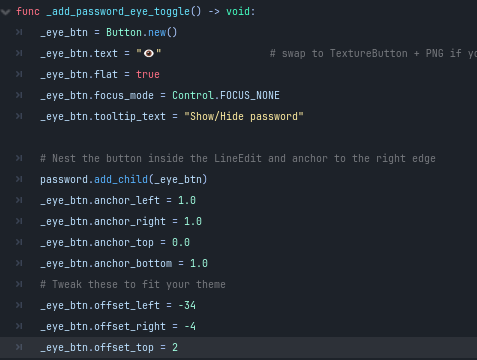 func _add_password_eye_toggle() -> void:
_eye_btn = Button.new()
_eye_btn.text = "👁" # swap to TextureButton + PNG if
_eye_btn.flat = true
_eye_btn.focus_mode = Control.FOCUS_NONE
_eye_btn.tooltip_text = "Show/Hide password"
# Nest the button inside the LineEdit and anchor to the right edge
password.add_child(_eye_btn)
_eye_btn.anchor_left = 1.0
_eye_btn.anchor_right = 1.0
_eye_btn.anchor_top = 0.0
_eye_btn.anchor_bottom = 1.0
# Tweak these to fit your theme
_eye_btn.offset_left = -34
_eye_btn.offset_right = -4
_eye_btn.offset_top = 2